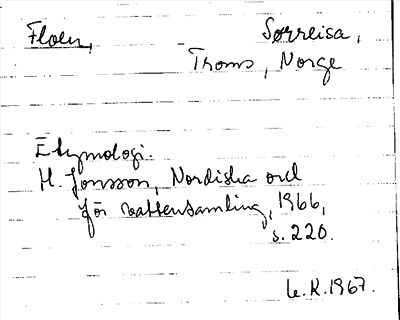 Floen, Sørreisa,
Troms, Norge
Etymologi.
H. Jonsson, Nordiska ord
för vattensamling, 1966,
s. 220.
K.1967.